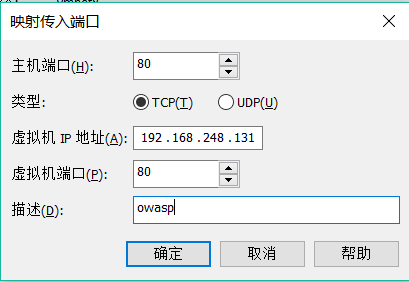 映射传入端口
主机端口(H): 80
类型: TCP(T) UDP(U)
虚拟机 IP 地址(A): 192.168.248.131
虚拟机端口(P): 80
描述(D): owasp
确定 取消 帮助